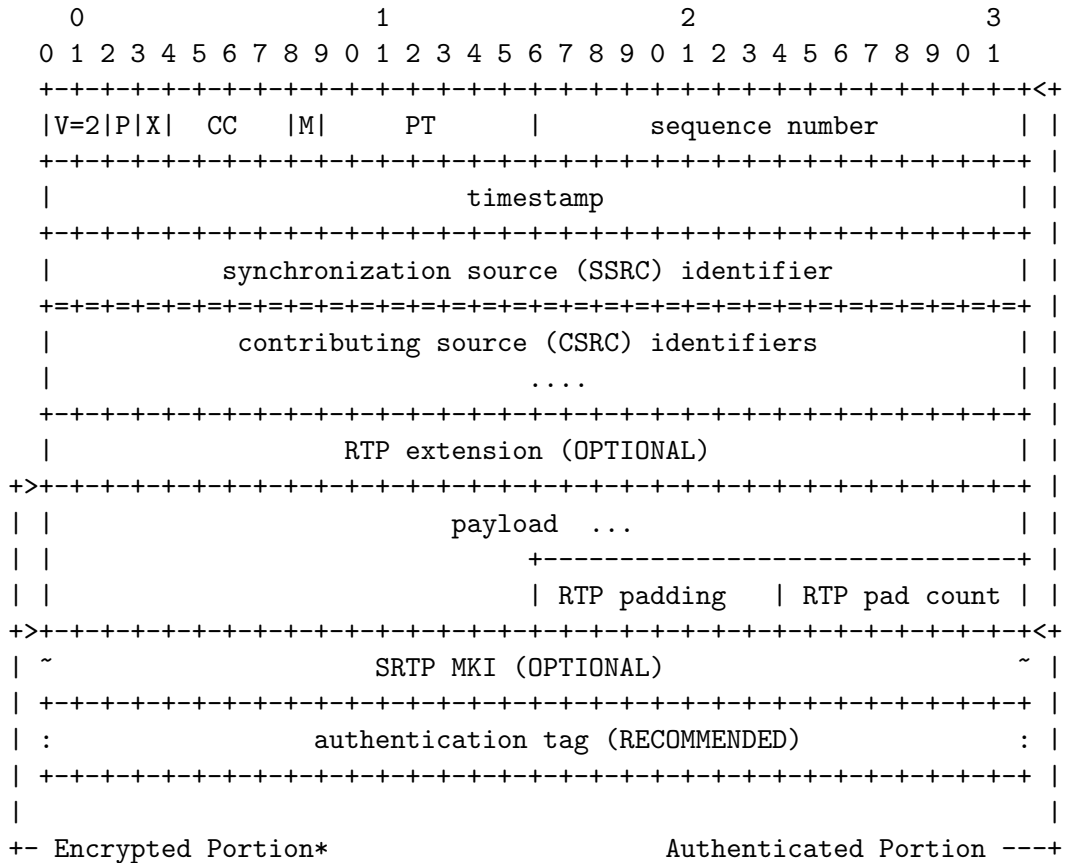 0                   1                   2                   3
  0 1 2 3 4 5 6 7 8 9 0 1 2 3 4 5 6 7 8 9 0 1 2 3 4 5 6 7 8 9 0 1
  +-+-+-+-+-+-+-+-+-+-+-+-+-+-+-+-+-+-+-+-+-+-+-+-+-+-+-+-+-+-+-+-+<+
  |V=2|P|X|  CC   |M|     PT      |       sequence number         | |
  +-+-+-+-+-+-+-+-+-+-+-+-+-+-+-+-+-+-+-+-+-+-+-+-+-+-+-+-+-+-+-+-+ |
  |                           timestamp                           | |
  +-+-+-+-+-+-+-+-+-+-+-+-+-+-+-+-+-+-+-+-+-+-+-+-+-+-+-+-+-+-+-+-+ |
  |           synchronization source (SSRC) identifier            | |
  +=+=+=+=+=+=+=+=+=+=+=+=+=+=+=+=+=+=+=+=+=+=+=+=+=+=+=+=+=+=+=+=+ |
  |            contributing source (CSRC) identifiers             | |
  |                               ....                            | |
  +-+-+-+-+-+-+-+-+-+-+-+-+-+-+-+-+-+-+-+-+-+-+-+-+-+-+-+-+-+-+-+-+ |
  |                   RTP extension (OPTIONAL)                    | |
+>+-+-+-+-+-+-+-+-+-+-+-+-+-+-+-+-+-+-+-+-+-+-+-+-+-+-+-+-+-+-+-+-+ |
| |                          payload  ...                         | |
| |                               +-------------------------------+ |
| |                               | RTP padding   | RTP pad count | |
+>+-+-+-+-+-+-+-+-+-+-+-+-+-+-+-+-+-+-+-+-+-+-+-+-+-+-+-+-+-+-+-+-+<+
| ~                     SRTP MKI (OPTIONAL)                       ~ |
| +-+-+-+-+-+-+-+-+-+-+-+-+-+-+-+-+-+-+-+-+-+-+-+-+-+-+-+-+-+-+-+-+ |
| :                 authentication tag (RECOMMENDED)              : |
| +-+-+-+-+-+-+-+-+-+-+-+-+-+-+-+-+-+-+-+-+-+-+-+-+-+-+-+-+-+-+-+-+ |
|                                                                   |
+- Encrypted Portion*                      Authenticated Portion ---+